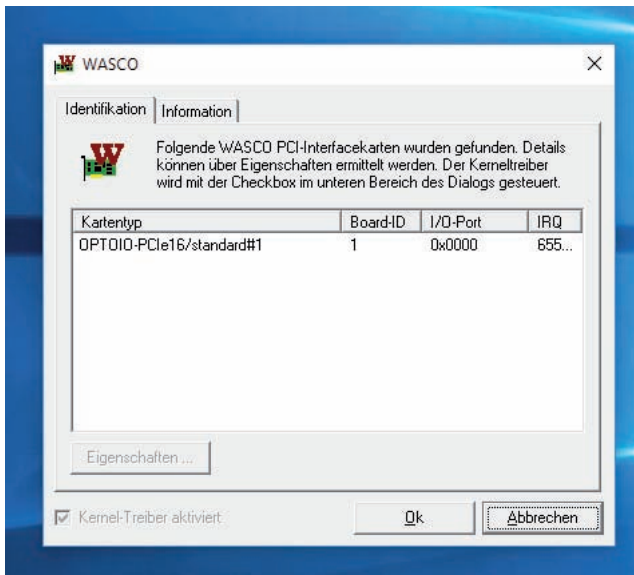 WASCO
Identifikation
Information
Folgende WASCO PCI-Interfacekarten wurden gefunden. Details
können über Eigenschaften ermittelt werden. Der Kerneltreiber
wird mit der Checkbox im unteren Bereich des Dialogs gesteuert.
Kartentyp Board-ID I/O-Port IRQ
OPTOIO-PCIe16/standard#1 1 0x0000 655...
Eigenschaften ...
Kernel-Treiber aktiviert
Ok
Abbrechen